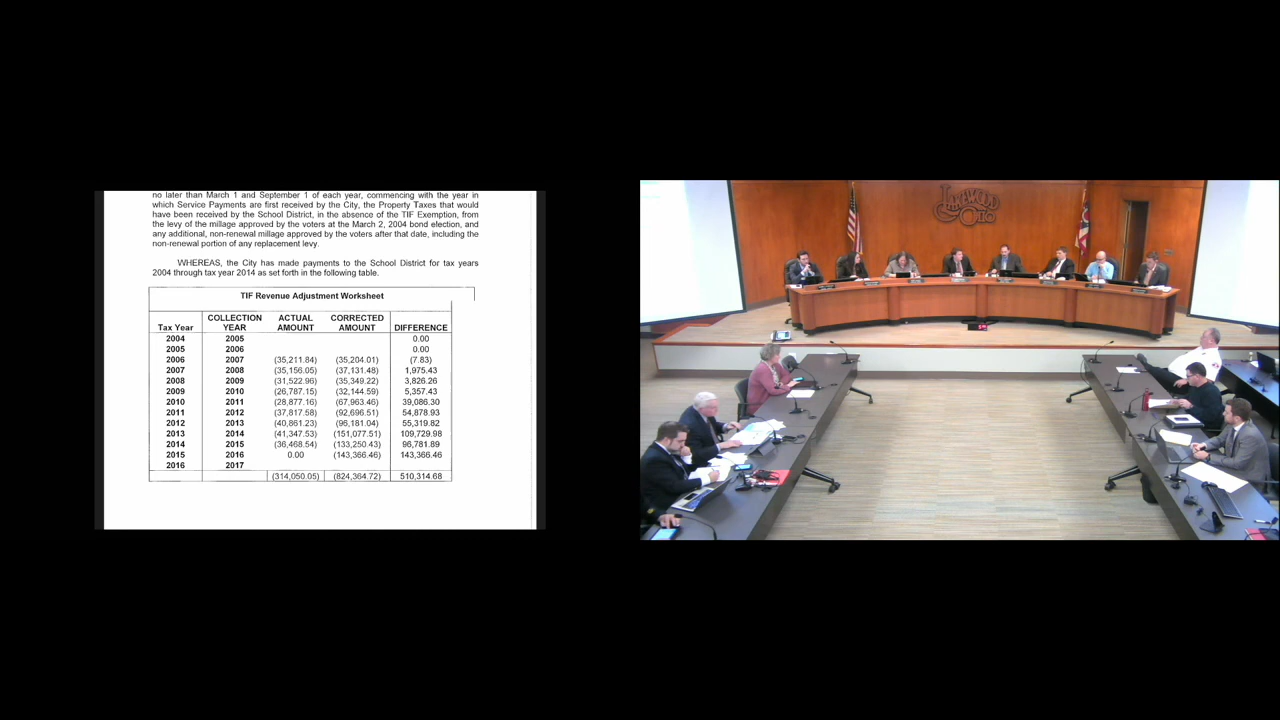 no later than March 1 and September 1 of each year, commencing with the year in
which Service Payments are first received by the City, the Property Taxes that would
have been received by the School District, in the absence of the TIF Exemption, from
the levy of the millage approved by the voters at the March 2, 2004 bond election, and
any additional, non-renewal millage approved by the voters after that date, including the
non-renewal portion of any replacement levy.
WHEREAS, the City has made payments to the School District for tax years
2004 through tax year 2014 as set forth in the following table.
TIF Revenue Adjustment Worksheet
Tax Year COLLECTION YEAR ACTUAL AMOUNT CORRECTED AMOUNT DIFFERENCE
2004 2005 0.00
2005 2006 0.00
2006 2007 (35,211.84) (35,204.01) (7.83)
2007 2008 (35,156.05) (37,131.48) 1,975.43
2008 2009 (31,522.96) (35,349.22) 3,826.26
2009 2010 (26,787.15) (32,144.59) 5,357.43
2010 2011 (28,877.16) (67,963.46) 39,086.30
2011 2012 (37,817.58) (92,696.51) 54,878.93
2012 2013 (40,861.23) (96,181.04) 55,319.82
2013 2014 (41,347.53) (151,077.51) 109,729.98
2014 2015 (36,468.54) (133,250.43) 96,781.89
2015 2016 0.00 (143,366.46) 143,366.46
2016 2017
(314,050.05) (824,364.72) 510,314.68
LAKEWOOD
OHIO